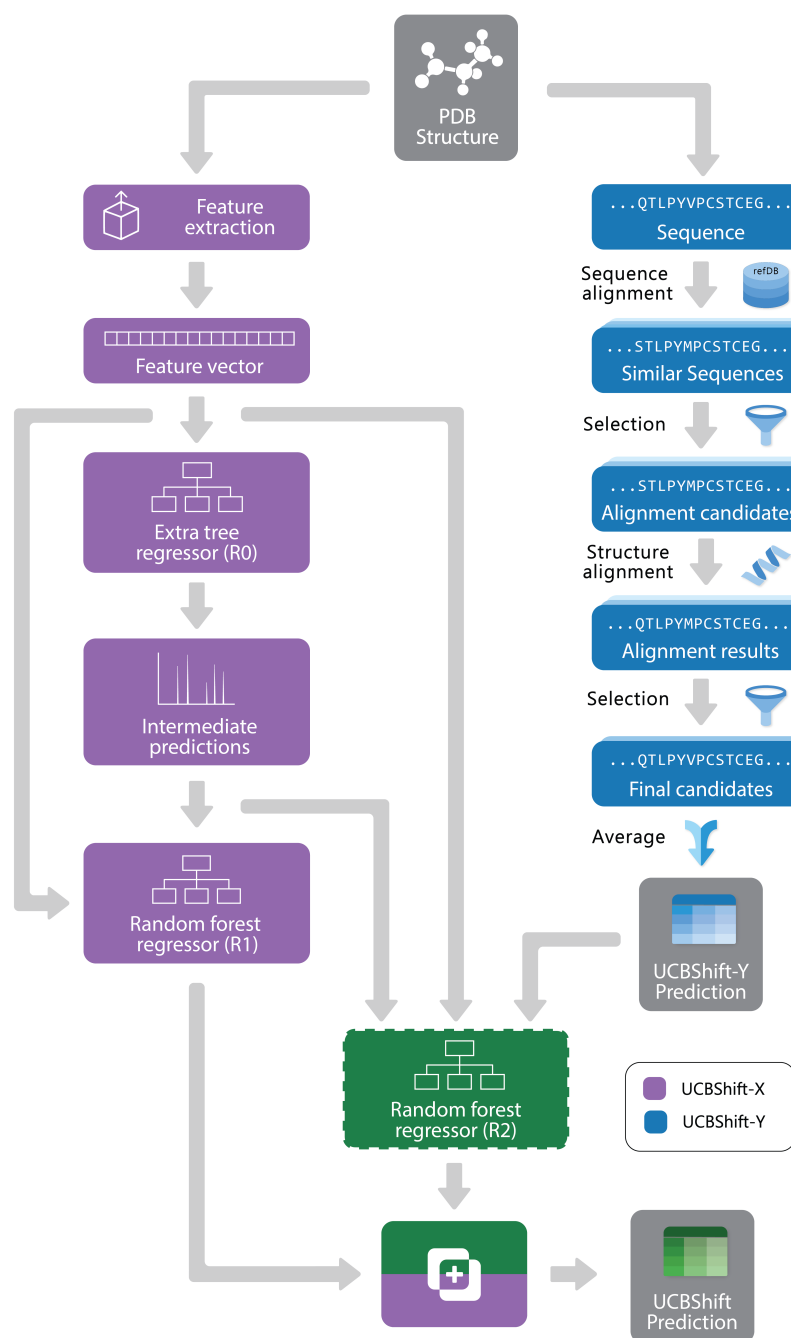 PDB
Structure
Feature
extraction
Feature vector
Extra tree
regressor (R0)
Intermediate
predictions
Random forest
regressor (R1)
...QTLPYVPCSTCEG...
Sequence
Sequence
alignment
refDB
...STLPYMPCSTCEG...
Similar Sequences
Selection
...STLPYMPCSTCEG...
Alignment candidates
Structure
alignment
...QTLPYMPCSTCEG...
Alignment results
Selection
...QTLPYVPCSTCEG...
Final candidates
Average
UCBShift-Y
Prediction
Random forest
regressor (R2)
UCBShift-X
UCBShift-Y
UCBShift
Prediction